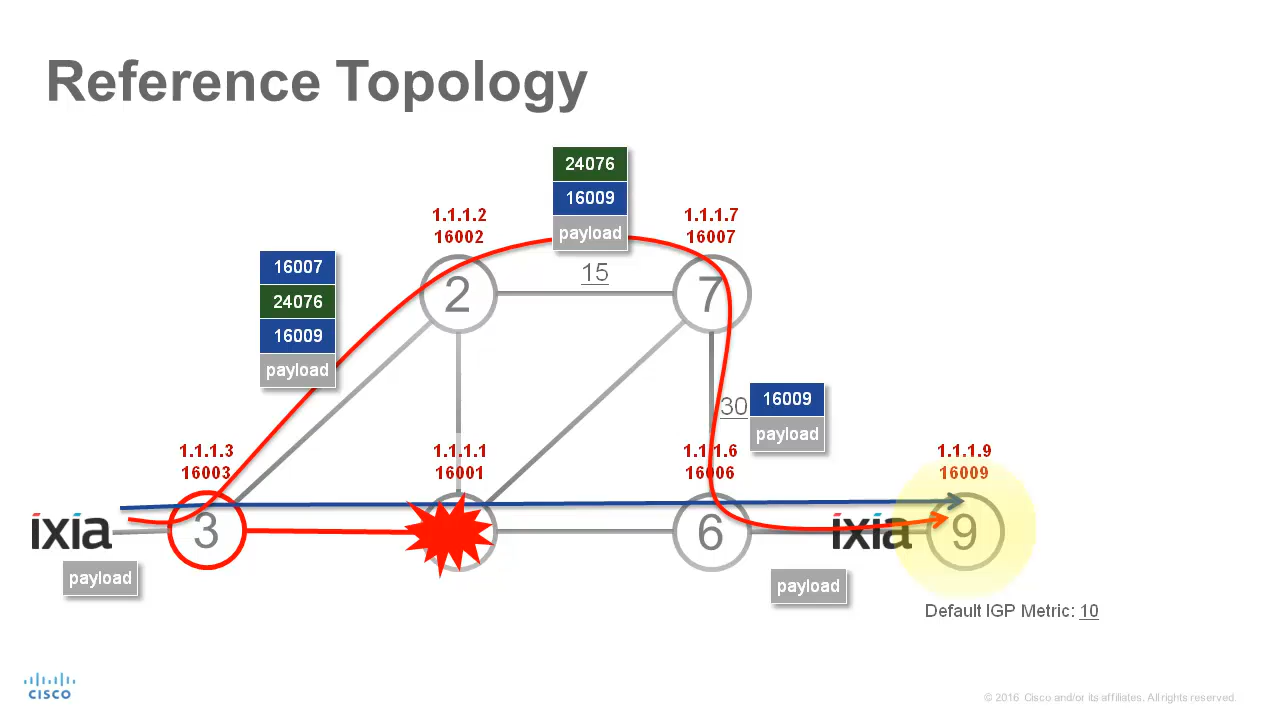 Reference Topology
24076
16009
payload
1.1.1.2
16002
1.1.1.7
16007
16007
24076
16009
payload
15
2
7
30
16009
payload
1.1.1.3
16003
1.1.1.1
16001
1.1.1.6
16006
1.1.1.9
16009
ixia
3
6
ixia
9
payload
payload
Default IGP Metric: 10
CISCO
© 2016 Cisco and/or its affiliates. All rights reserved.